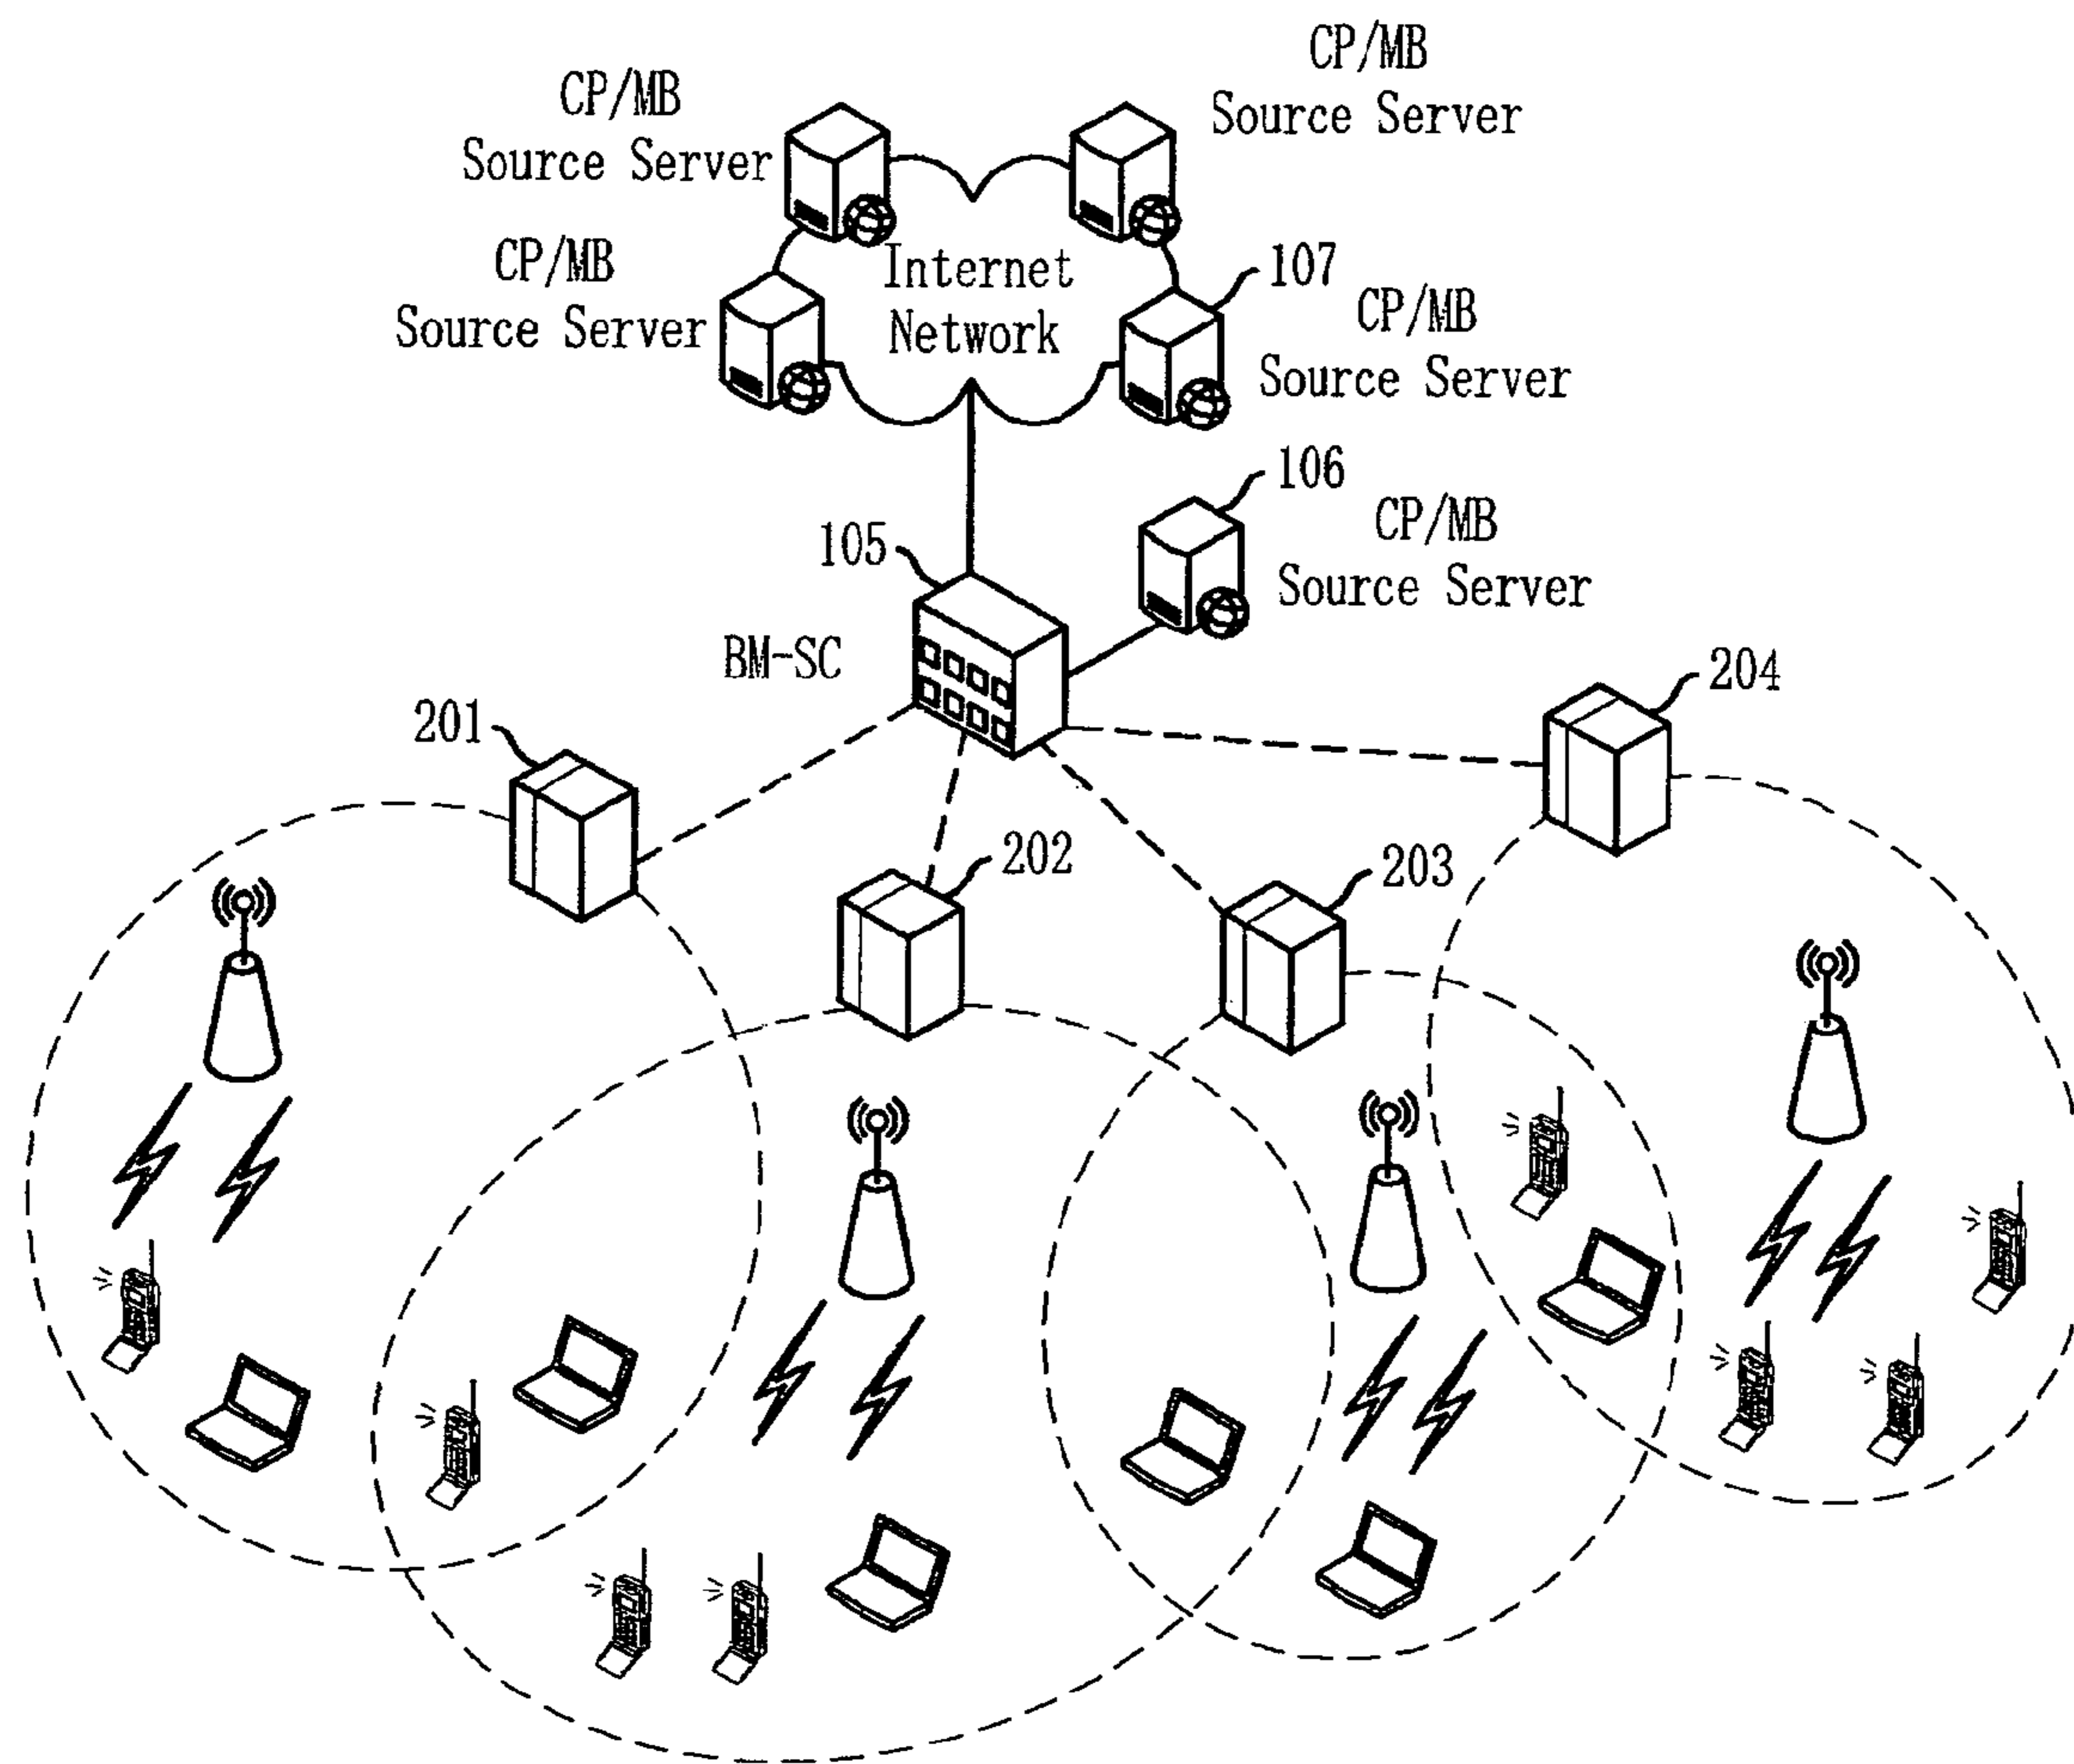 CP/MB
Source Server
CP/MB
Source Server
CP/MB
Source Server
Internet
Network
107
CP/MB
Source Server
106
CP/MB
Source Server
105
BM-SC
204
201
202
203